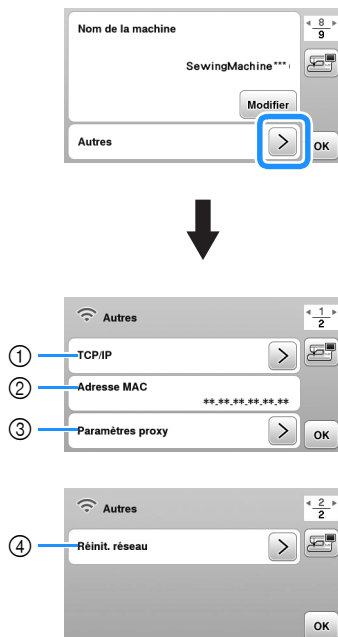 Nom de la machine
8
9
SewingMachine***
Modifier
Autres
OK
Autres
1
2
① TCP/IP
② Adresse MAC
**.**.**.**.**.**
③ Paramètres proxy
OK
Autres
2
2
④ Réinit. réseau
OK